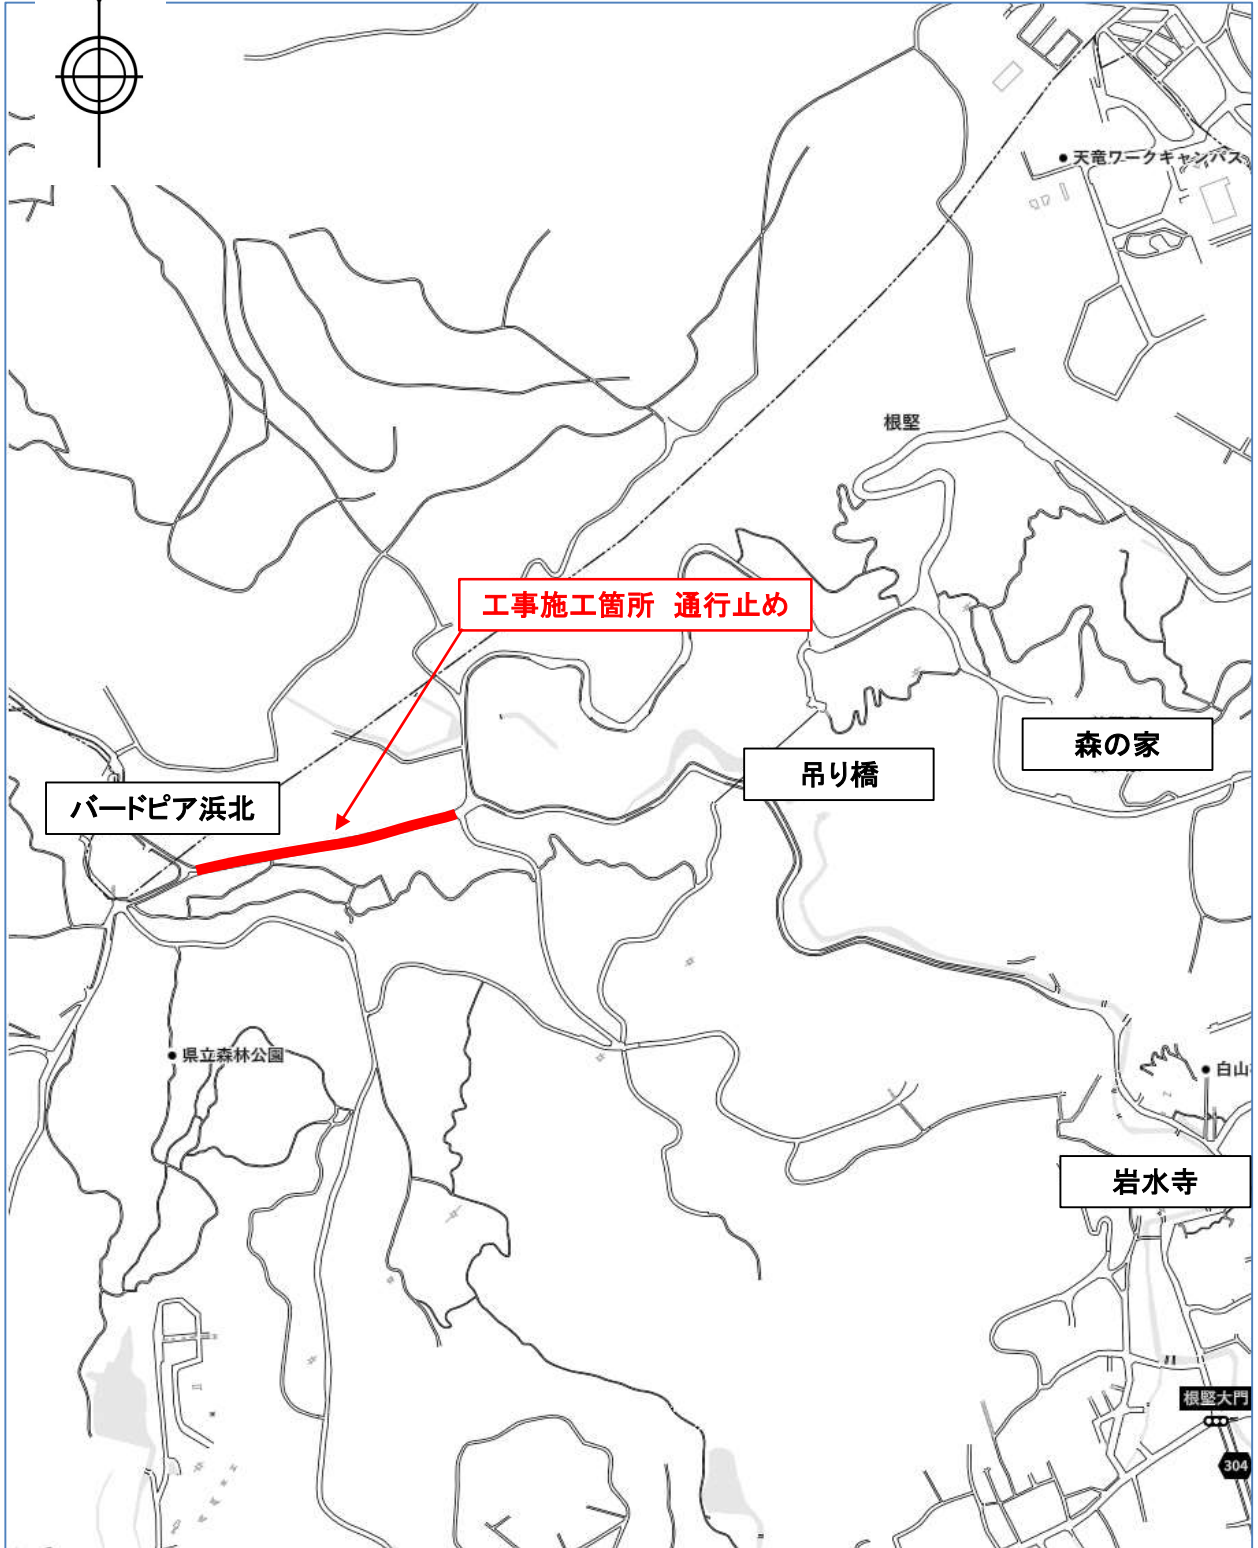 天竜ワークキャンパス
根堅
工事施工箇所 通行止め
森の家
吊り橋
バードピア浜北
県立森林公園
白山
岩水寺
根堅大門
304